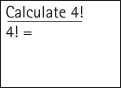 Calculate 4!
4! =